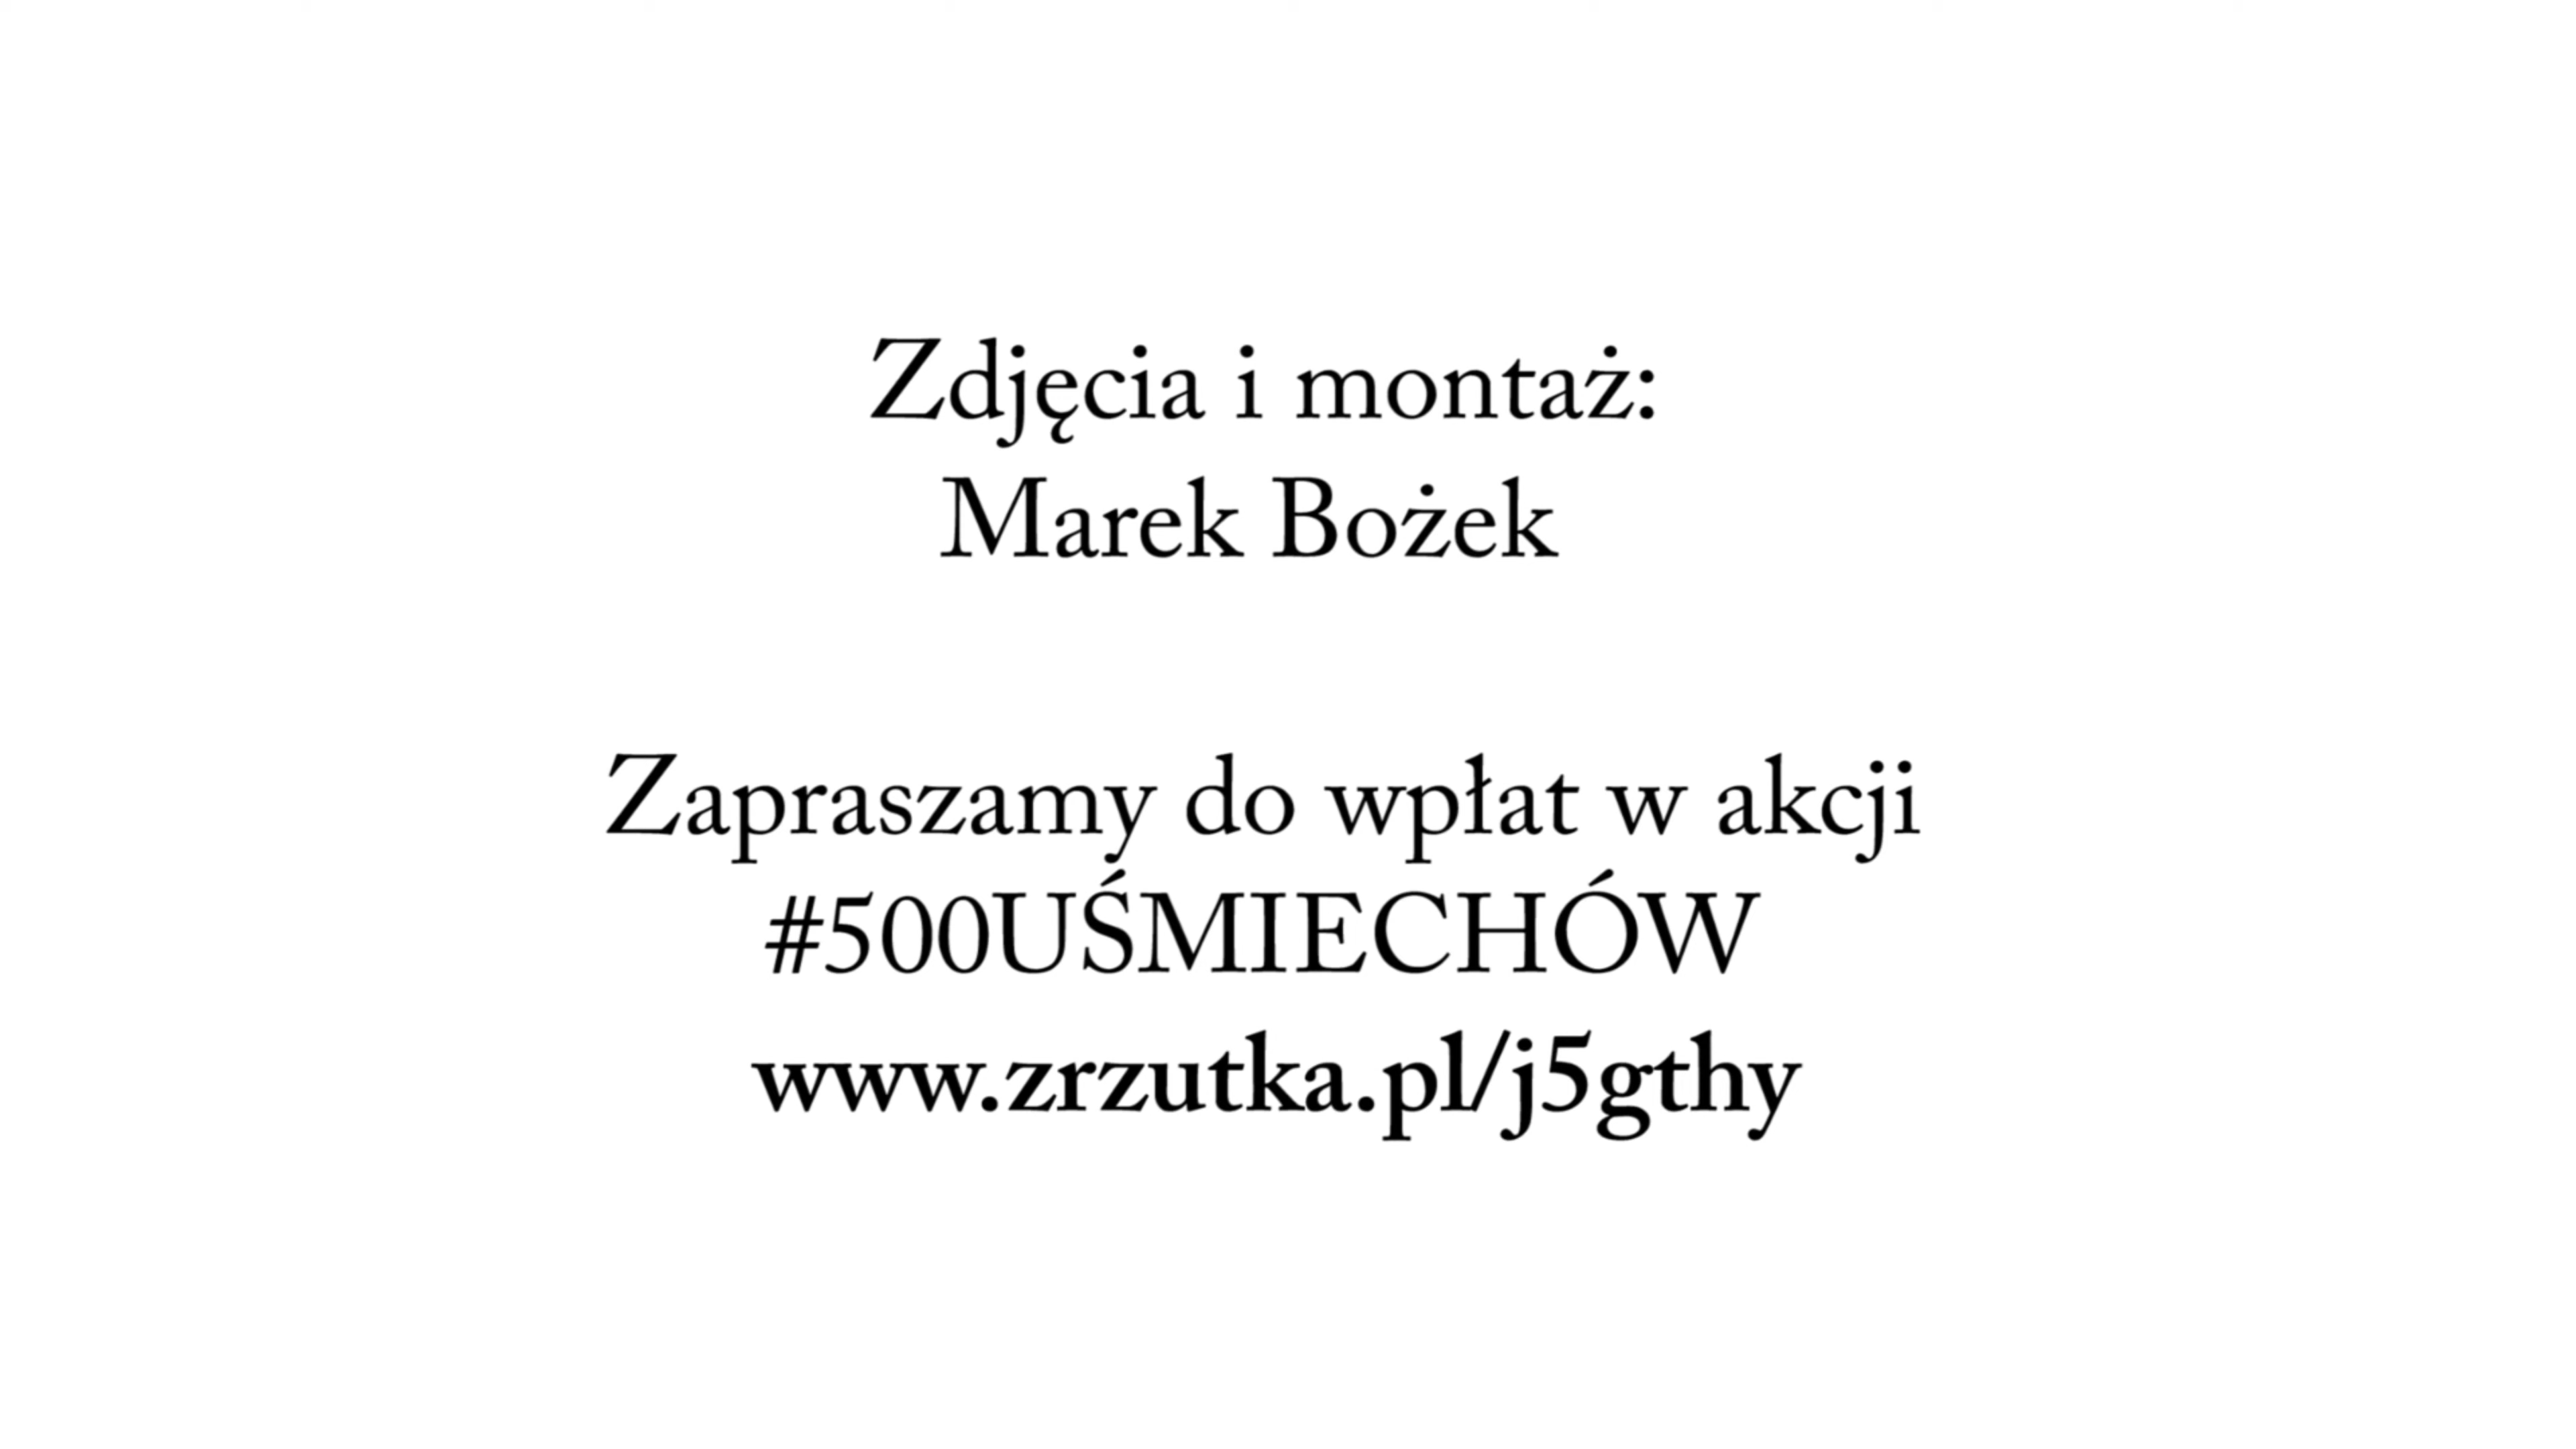 Zdjęcia i montaż:
Marek Bożek
Zapraszamy do wpłat w akcji
#500UŚMIECHÓW
www.zrzutka.pl/j5gthy